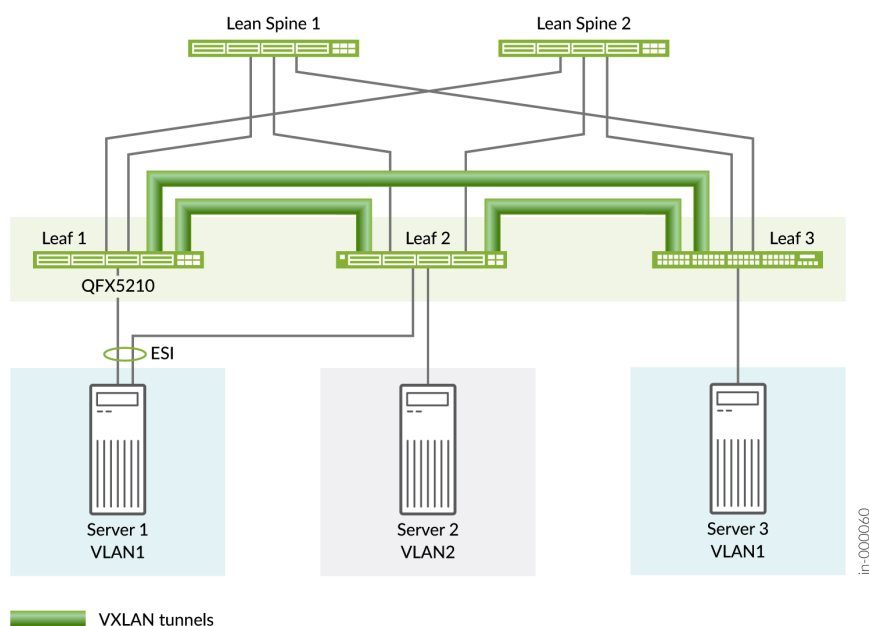 Lean Spine 1
Lean Spine 2
Leaf 1
Leaf 2
Leaf 3
QFX5210
ESI
Server 1
VLAN1
Server 2
VLAN2
Server 3
VLAN1
in-000060
VXLAN tunnels